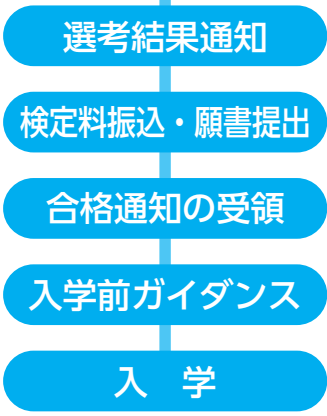 選考結果通知
検定料振込・願書提出
合格通知の受領
入学前ガイダンス
入　学